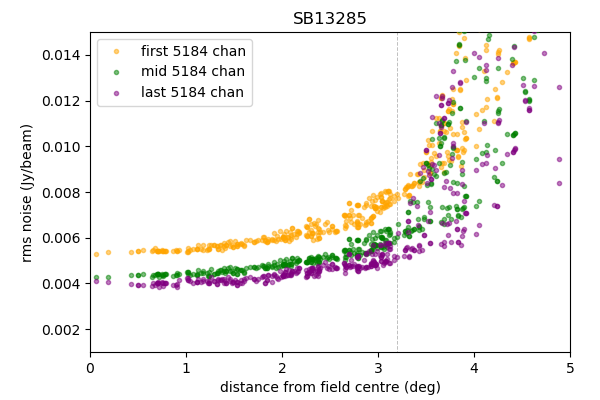 SB13285
first 5184 chan
mid 5184 chan
last 5184 chan
rms noise (Jy/beam)
0.014
0.012
0.010
0.008
0.006
0.004
0.002
0 1 2 3 4 5
distance from field centre (deg)